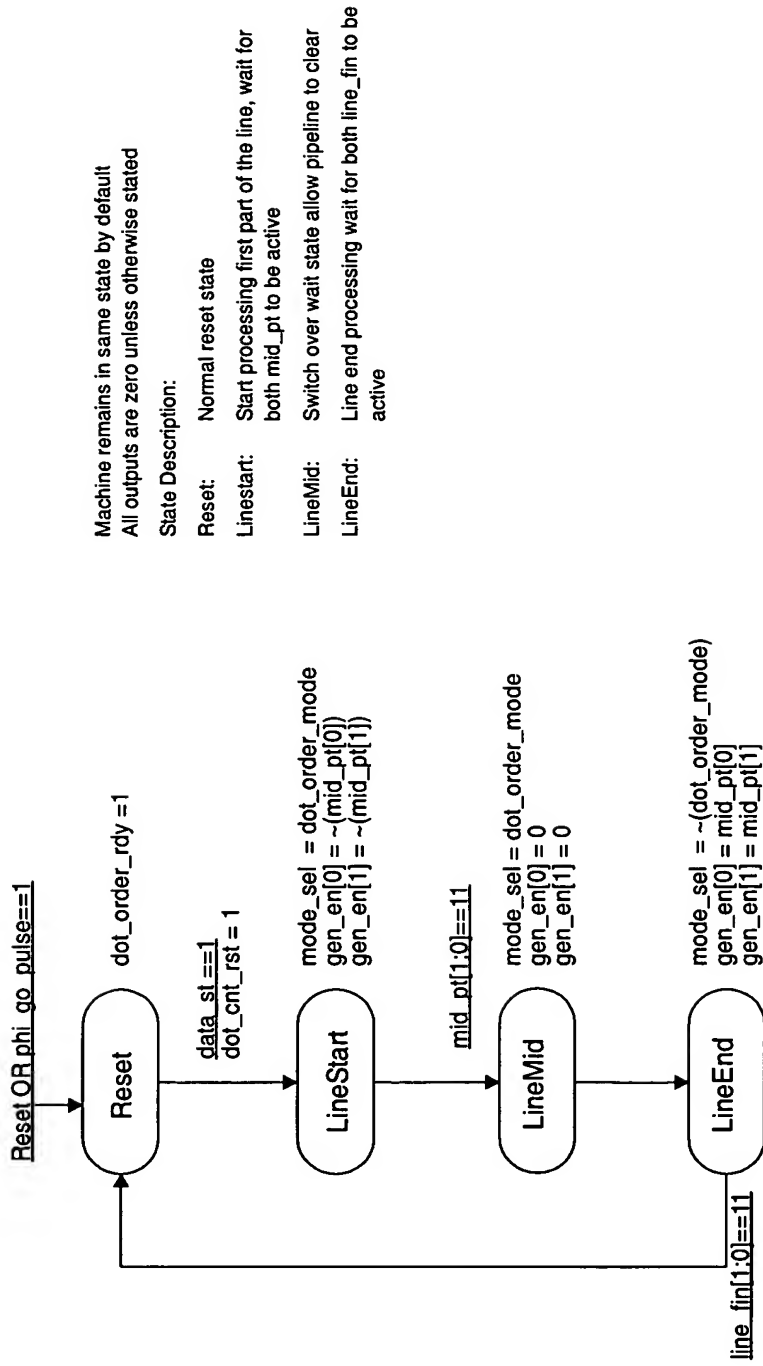 Reset OR phi_go_pulse==1
Reset
dot_order_rdy =1
data_st ==1
dot_cnt_rst = 1
LineStart
mode_sel = dot_order_mode
gen_en[0] = ~(mid_pt[0])
gen_en[1] = ~(mid_pt[1])
mid_pt[1:0]==11
LineMid
mode_sel = dot_order_mode
gen_en[0] = 0
gen_en[1] = 0
LineEnd
mode_sel = ~(dot_order_mode)
gen_en[0] = mid_pt[0]
gen_en[1] = mid_pt[1]
line_fin[1:0]==11
Machine remains in same state by default
All outputs are zero unless otherwise stated
State Description:
Reset: Normal reset state
Linestart: Start processing first part of the line, wait for
both mid_pt to be active
LineMid: Switch over wait state allow pipeline to clear
LineEnd: Line end processing wait for both line_fin to be
active